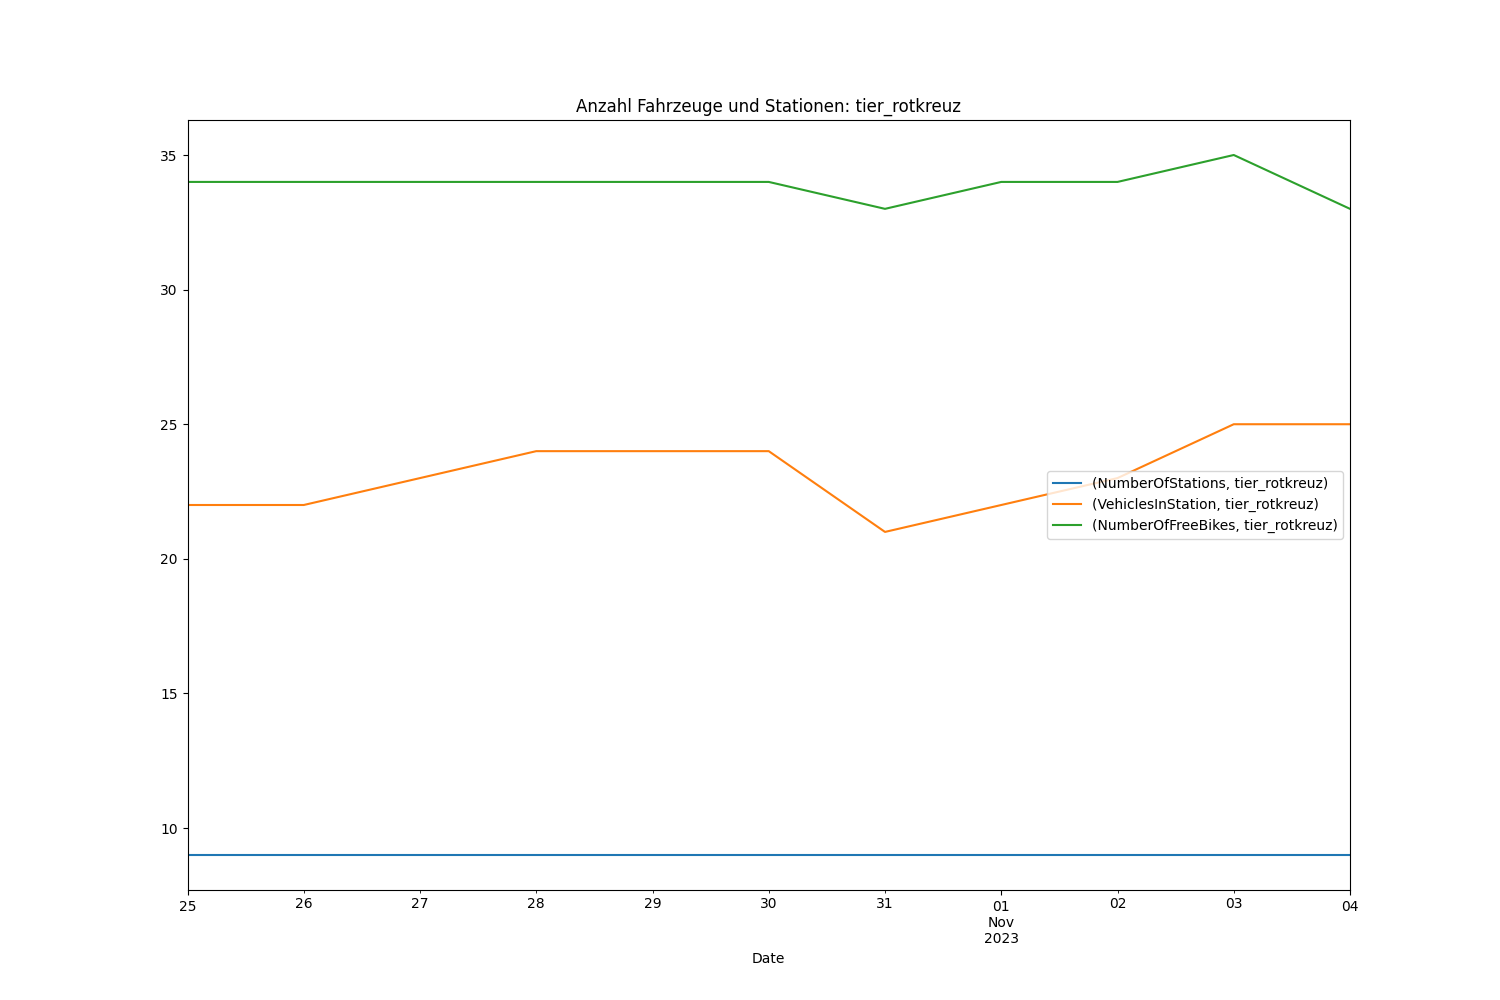 Anzahl Fahrzeuge und Stationen: tier_rotkreuz
35
30
25
20
15
10
(NumberOfStations, tier_rotkreuz)
(VehiclesInStation, tier_rotkreuz)
(NumberOfFreeBikes, tier_rotkreuz)
25 26 27 28 29 30 31 01 02 03 04
Nov
2023
Date